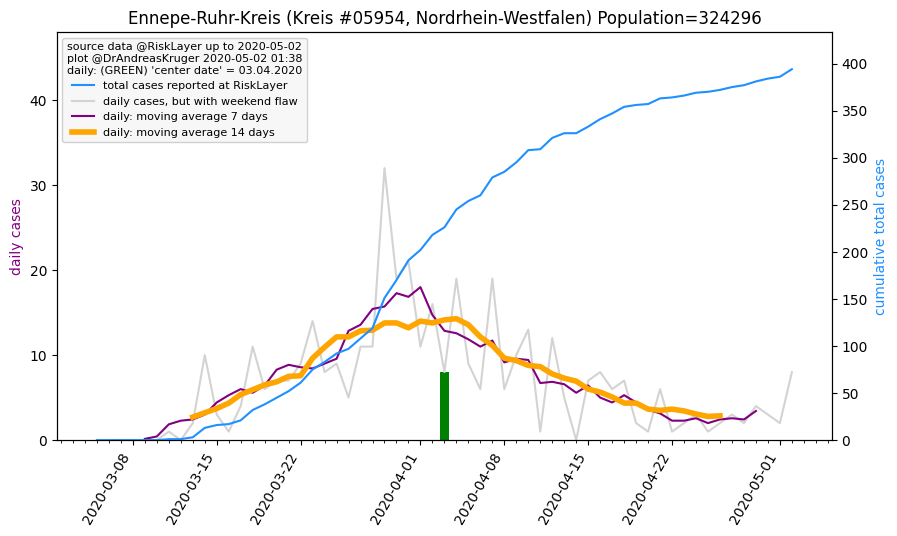 Ennepe-Ruhr-Kreis (Kreis #05954, Nordrhein-Westfalen) Population=324296
source data @RiskLayer up to 2020-05-02
plot @DrAndreasKruger 2020-05-02 01:38
daily: (GREEN) 'center date' = 03.04.2020
total cases reported at RiskLayer
daily cases, but with weekend flaw
daily: moving average 7 days
daily: moving average 14 days
daily cases
40
30
20
10
0
cumulative total cases
400
350
300
250
200
150
100
50
0
2020-03-08
2020-03-15
2020-03-22
2020-04-01
2020-04-08
2020-04-15
2020-04-22
2020-05-01